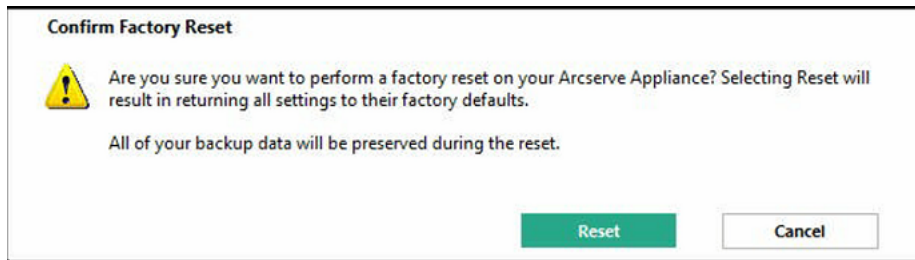 Confirm Factory Reset
Are you sure you want to perform a factory reset on your Arcserve Appliance? Selecting Reset will
result in returning all settings to their factory defaults.
All of your backup data will be preserved during the reset.
Reset
Cancel